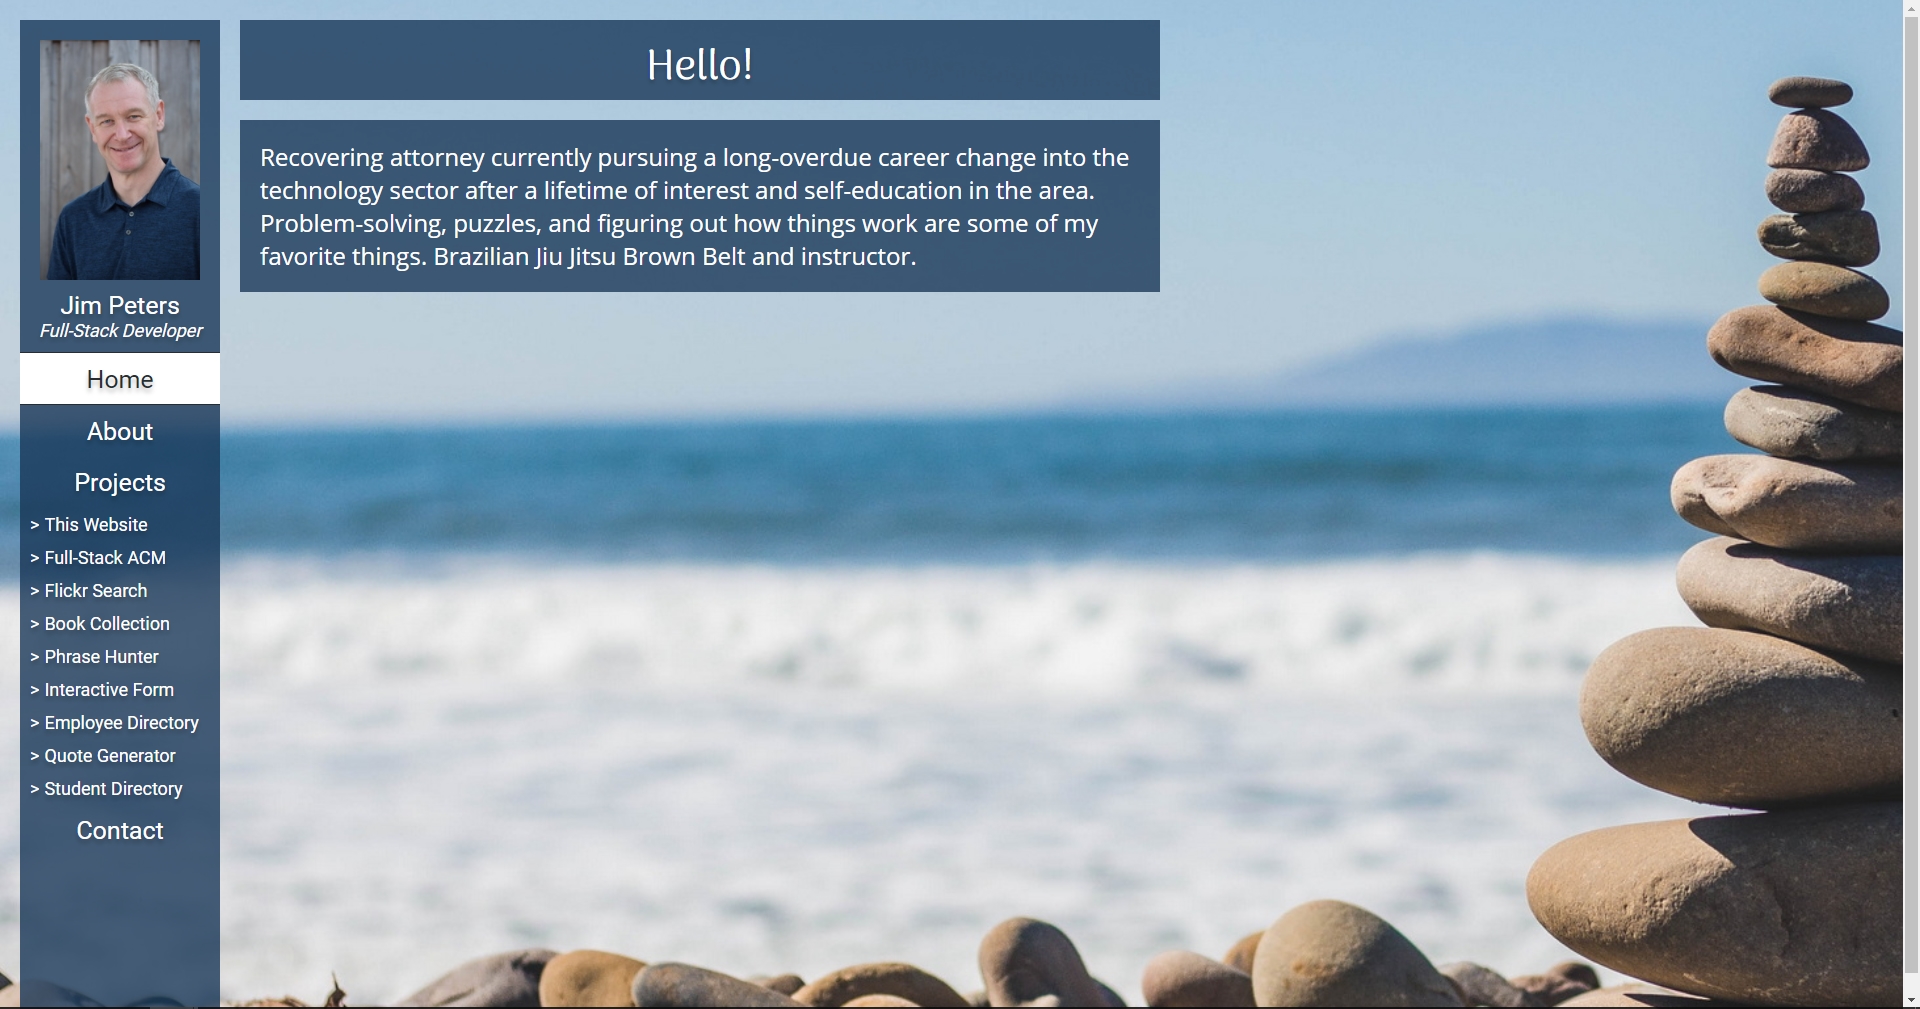 Jim Peters
Full-Stack Developer
Home
About
Projects
> This Website
> Full-Stack ACM
> Flickr Search
> Book Collection
> Phrase Hunter
> Interactive Form
> Employee Directory
> Quote Generator
> Student Directory
Contact
Hello!
Recovering attorney currently pursuing a long-overdue career change into the
technology sector after a lifetime of interest and self-education in the area.
Problem-solving, puzzles, and figuring out how things work are some of my
favorite things. Brazilian Jiu Jitsu Brown Belt and instructor.